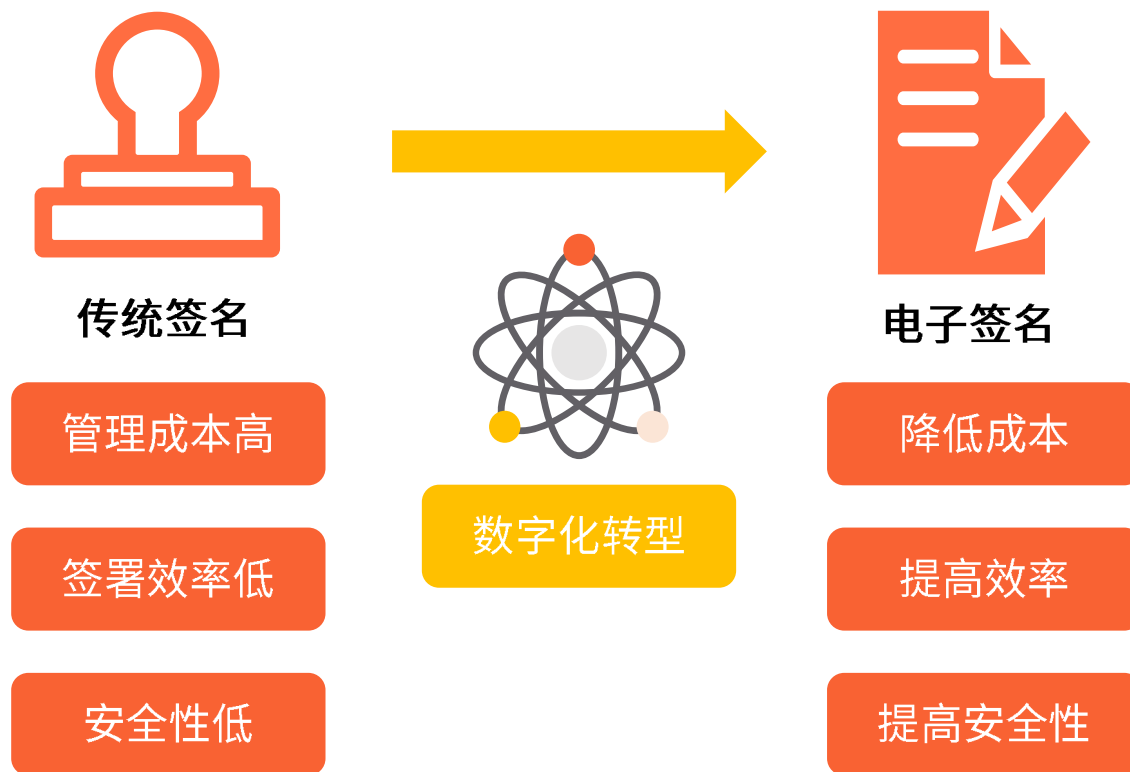 传统签名
管理成本高
签署效率低
安全性低
数字化转型
电子签名
降低成本
提高效率
提高安全性